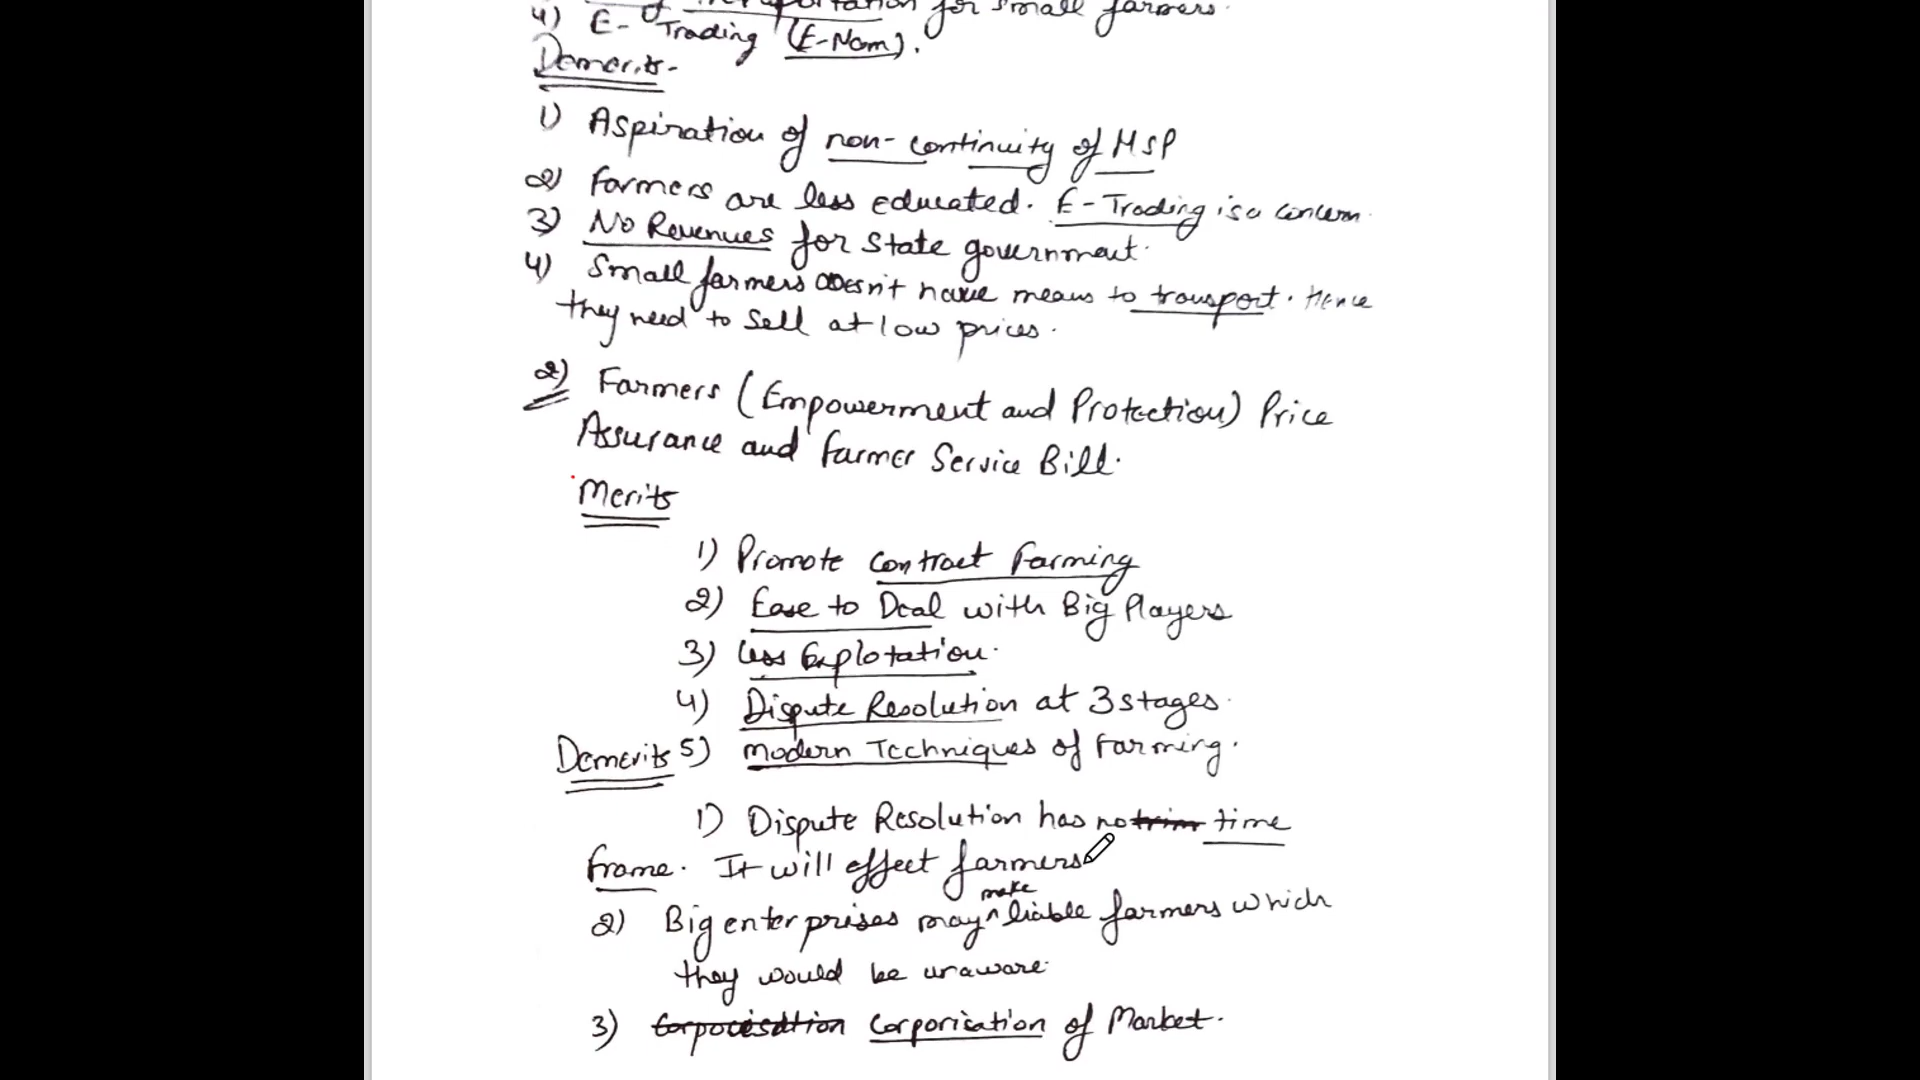 for small farmers.
4) E-Trading (E-Nam).
Demerits-
1) Aspiration of non-continuity of MSP
2) Farmers are less educated. E-Trading is a concern.
3) No Revenues for State government.
4) Small farmers doesn't have means to transport. Hence
they need to sell at low prices.
2) Farmers (Empowerment and Protection) Price
Assurance and Farmer Service Bill.
Merits
1) Promote contract Farming
2) Ease to Deal with Big Players
3) Less Explotation.
4) Dispute Resolution at 3 stages.
5) Modern Techniques of Farming.
Demerits
1) Dispute Resolution has no time
frame. It will effect farmers
2) Big enterprises may make liable farmers which
they would be unaware.
3) Corporisation of Market.